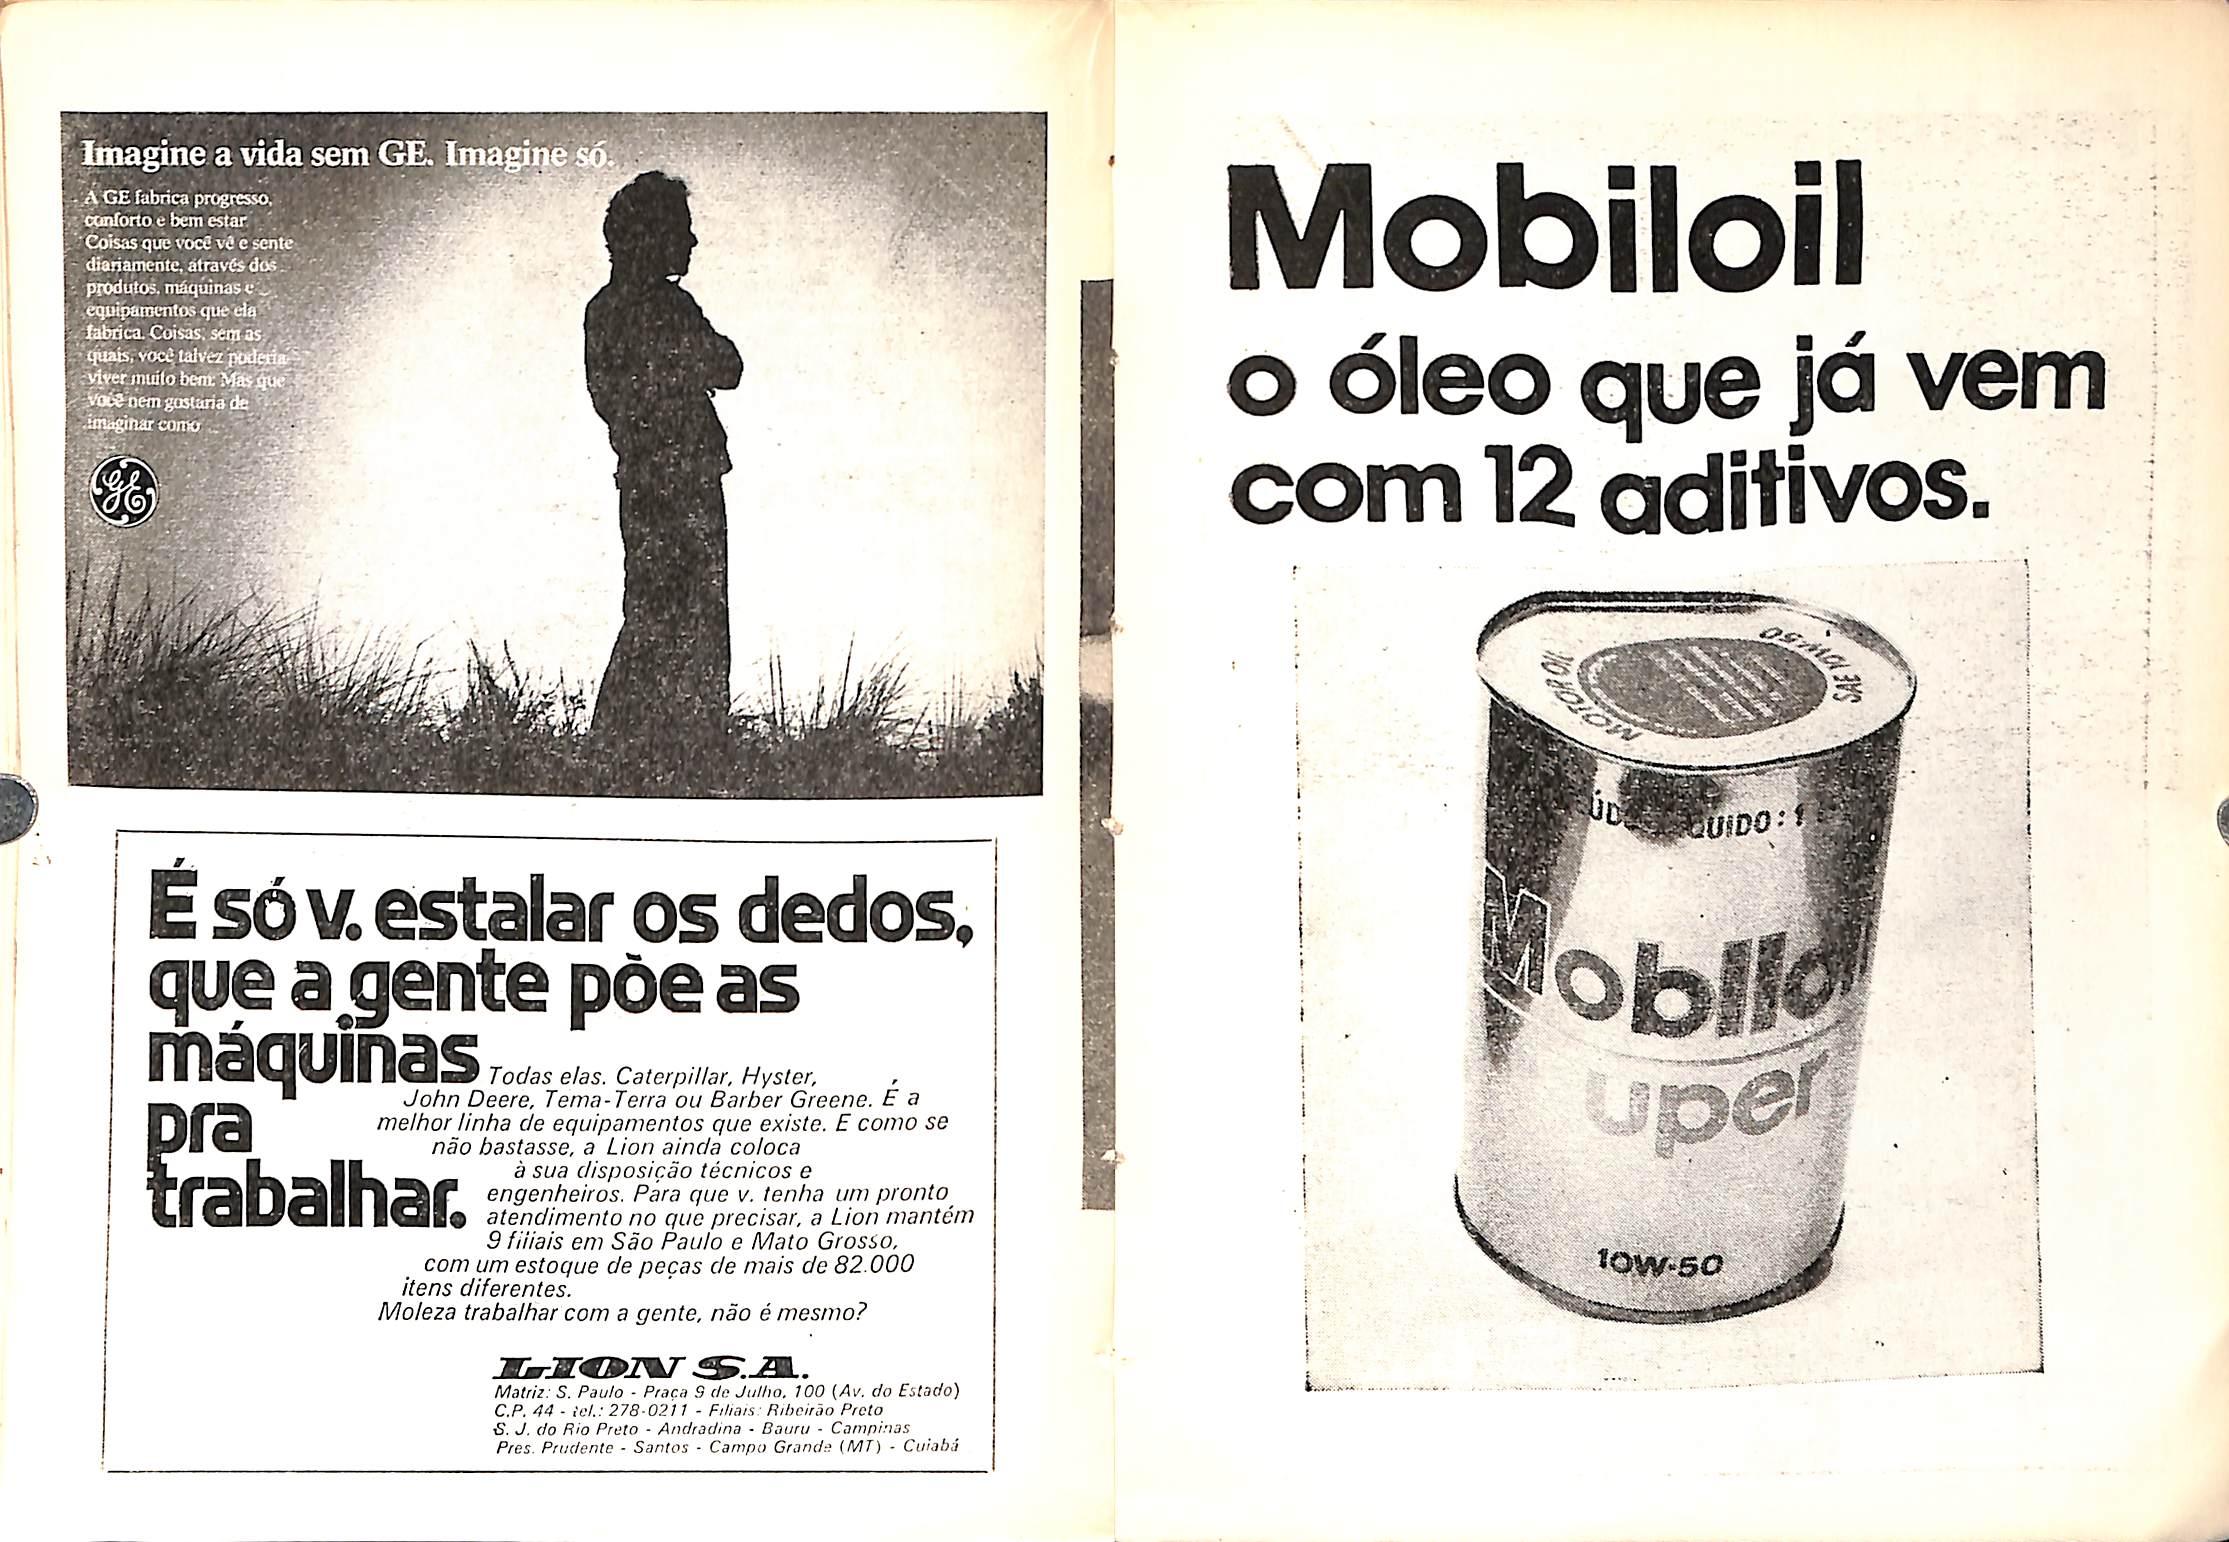 Imagine a vida sem GE. Imagine só.
A GE fabrica progresso,
conforto e bem estar
Coisas que você vê e sente
diariamente, através dos
produtos, máquinas e
equipamentos que ela
fabrica. Coisas, sem as
quais, você talvez poderia
viver muito bem. Mas que
você nem gostaria de
imaginar como
GE
É só v. estalar os dedos,
que a gente põe as
máquinas
pra
trabalhar.
Todas elas. Caterpillar, Hyster,
John Deere, Tema-Terra ou Barber Greene. É a
melhor linha de equipamentos que existe. E como se
não bastasse, a Lion ainda coloca
à sua disposição técnicos e
engenheiros. Para que v. tenha um pronto
atendimento no que precisar, a Lion mantém
9 filiais em São Paulo e Mato Grosso,
com um estoque de peças de mais de 82.000
itens diferentes.
Moleza trabalhar com a gente, não é mesmo?
LION S.A.
Matriz: S. Paulo - Praça 9 de Julho, 100 (Av. do Estado)
C.P. 44 - tel.: 278-0211 - Filiais: Ribeirão Preto
S. J. do Rio Preto - Andradina - Bauru - Campinas
Pres. Prudente - Santos - Campo Grande (MT) - Cuiabá
Mobiloil
o óleo que já vem
com 12 aditivos.
MOTOR OIL
SAE 10W-50
QUIDO: 1
Mobiloi
uper
10W-50